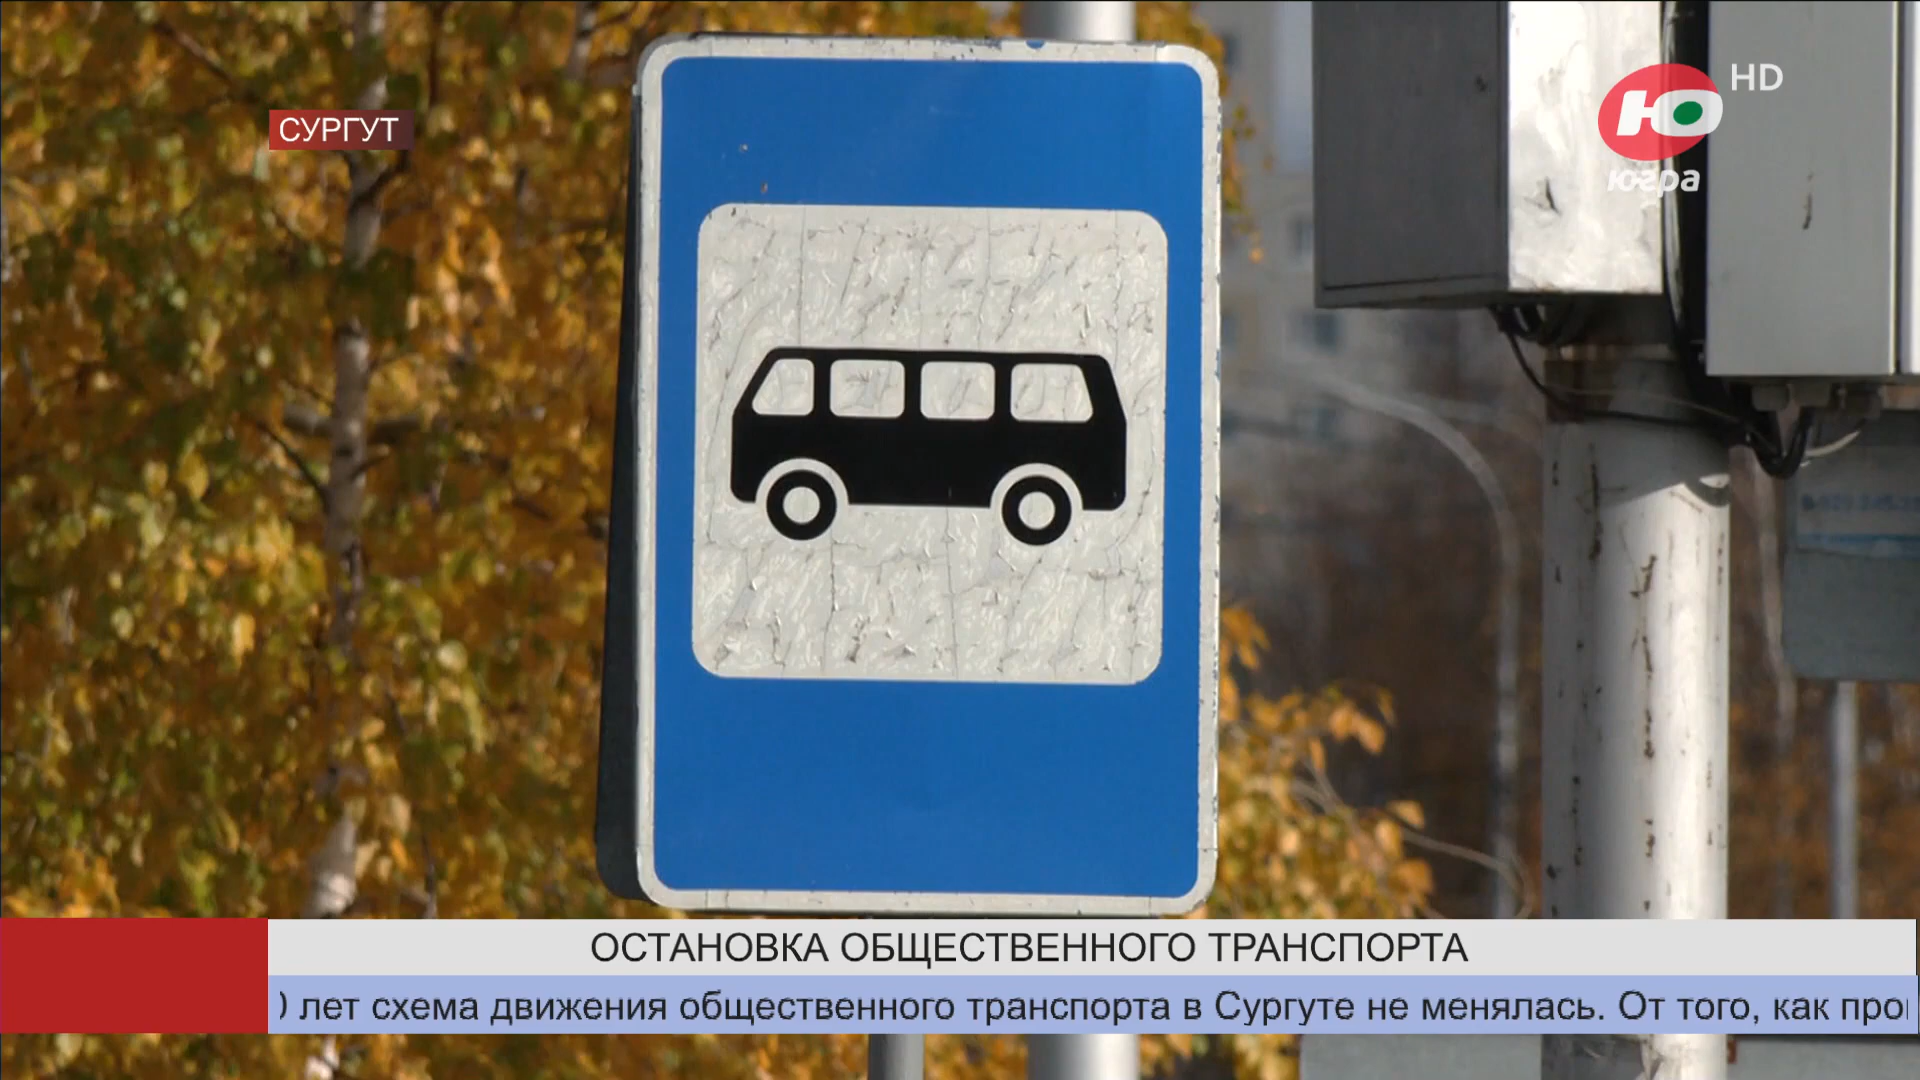 СУРГУТ
HD
Ю
югра
ОСТАНОВКА ОБЩЕСТВЕННОГО ТРАНСПОРТА
лет схема движения общественного транспорта в Сургуте не менялась. От того, как